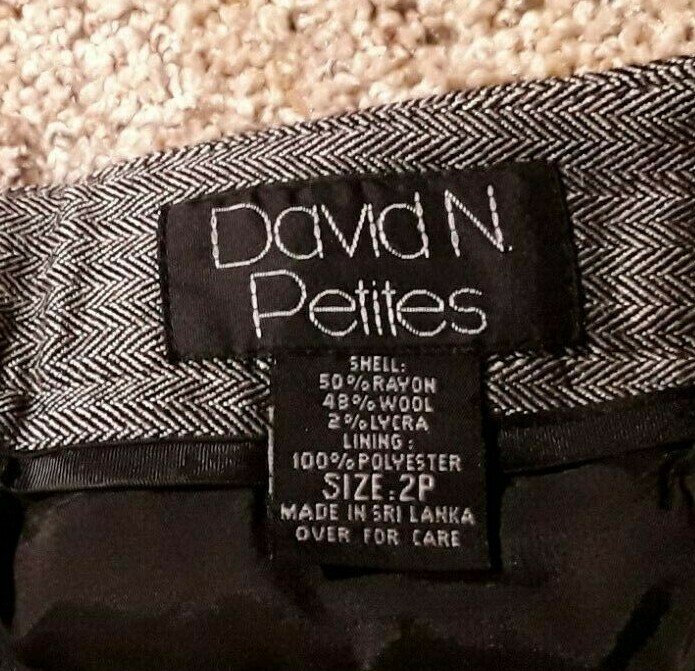 David N.
Petites
SHELL:
50% RAYON
48% WOOL
2% LYCRA
LINING:
100% POLYESTER
SIZE: 2P
MADE IN SRI LANKA
OVER FOR CARE